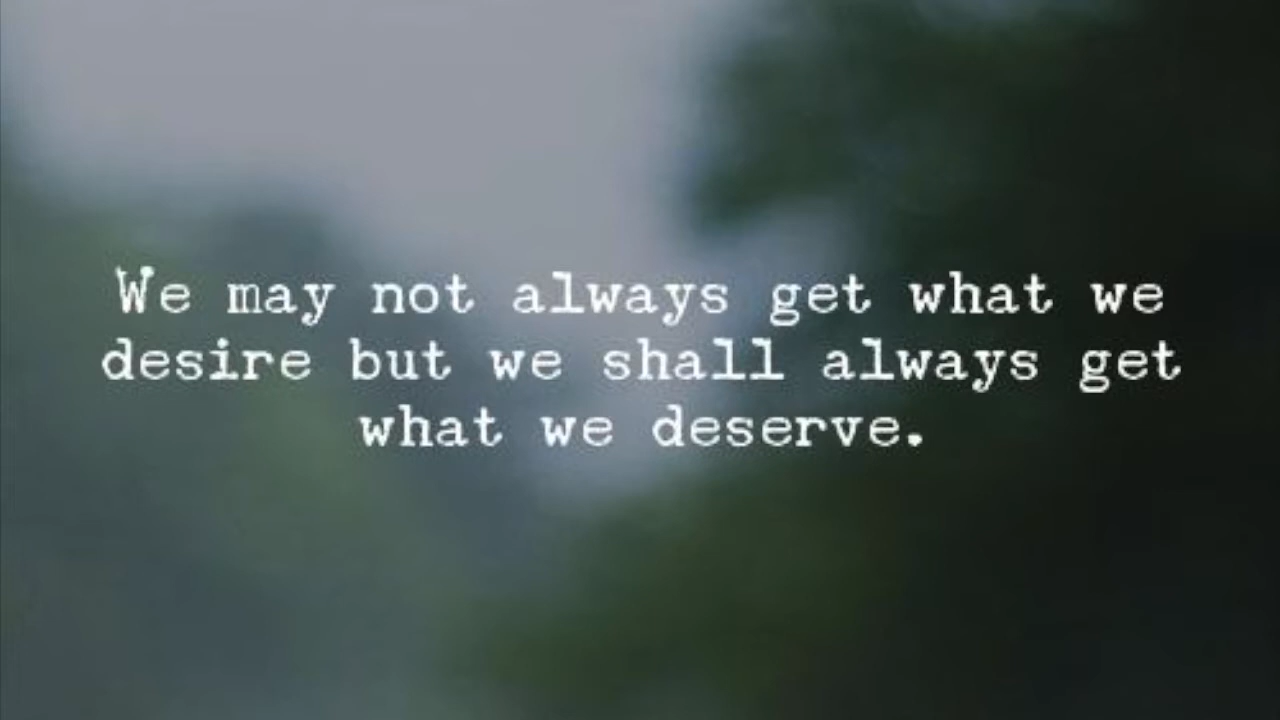 We may not always get what we
desire but we shall always get
what we deserve.